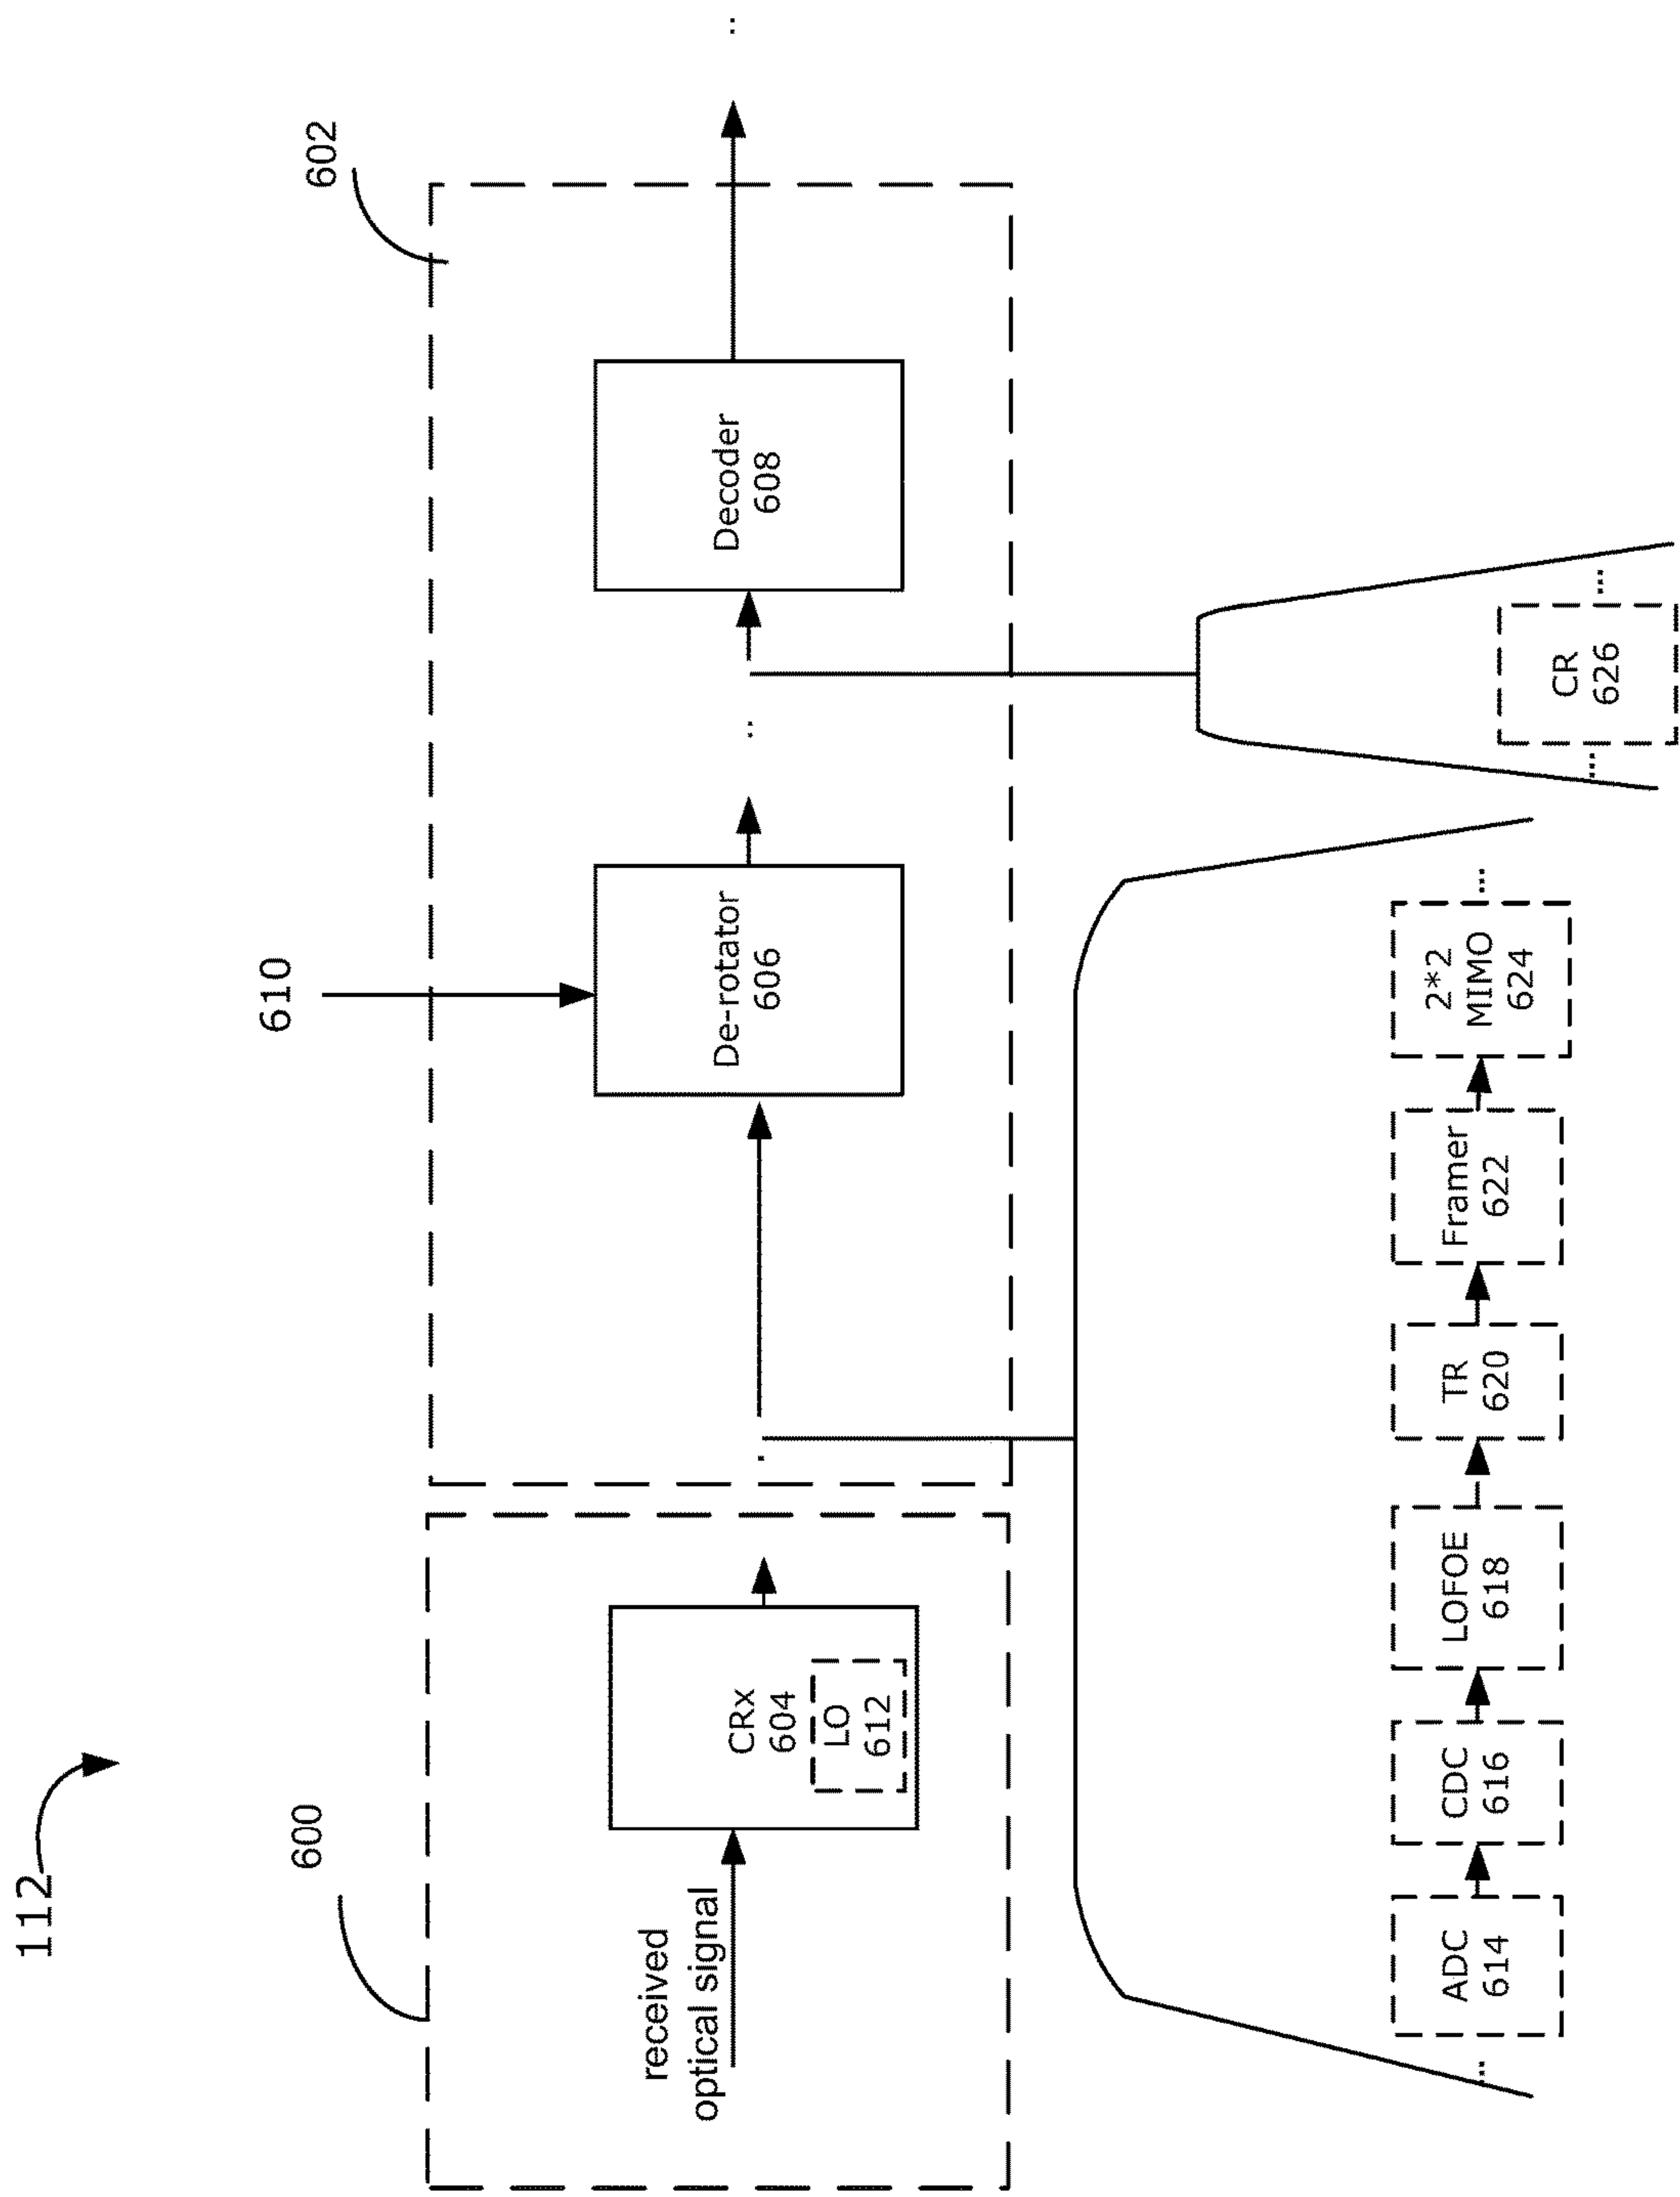 112
600
602
610
received
optical signal
CRx
604
LO
612
De-rotator
606
..
Decoder
608
..
...
ADC
614
CDC
616
LOFOE
618
TR
620
Framer
622
2*2
MIMO
624
...
...
CR
626
...